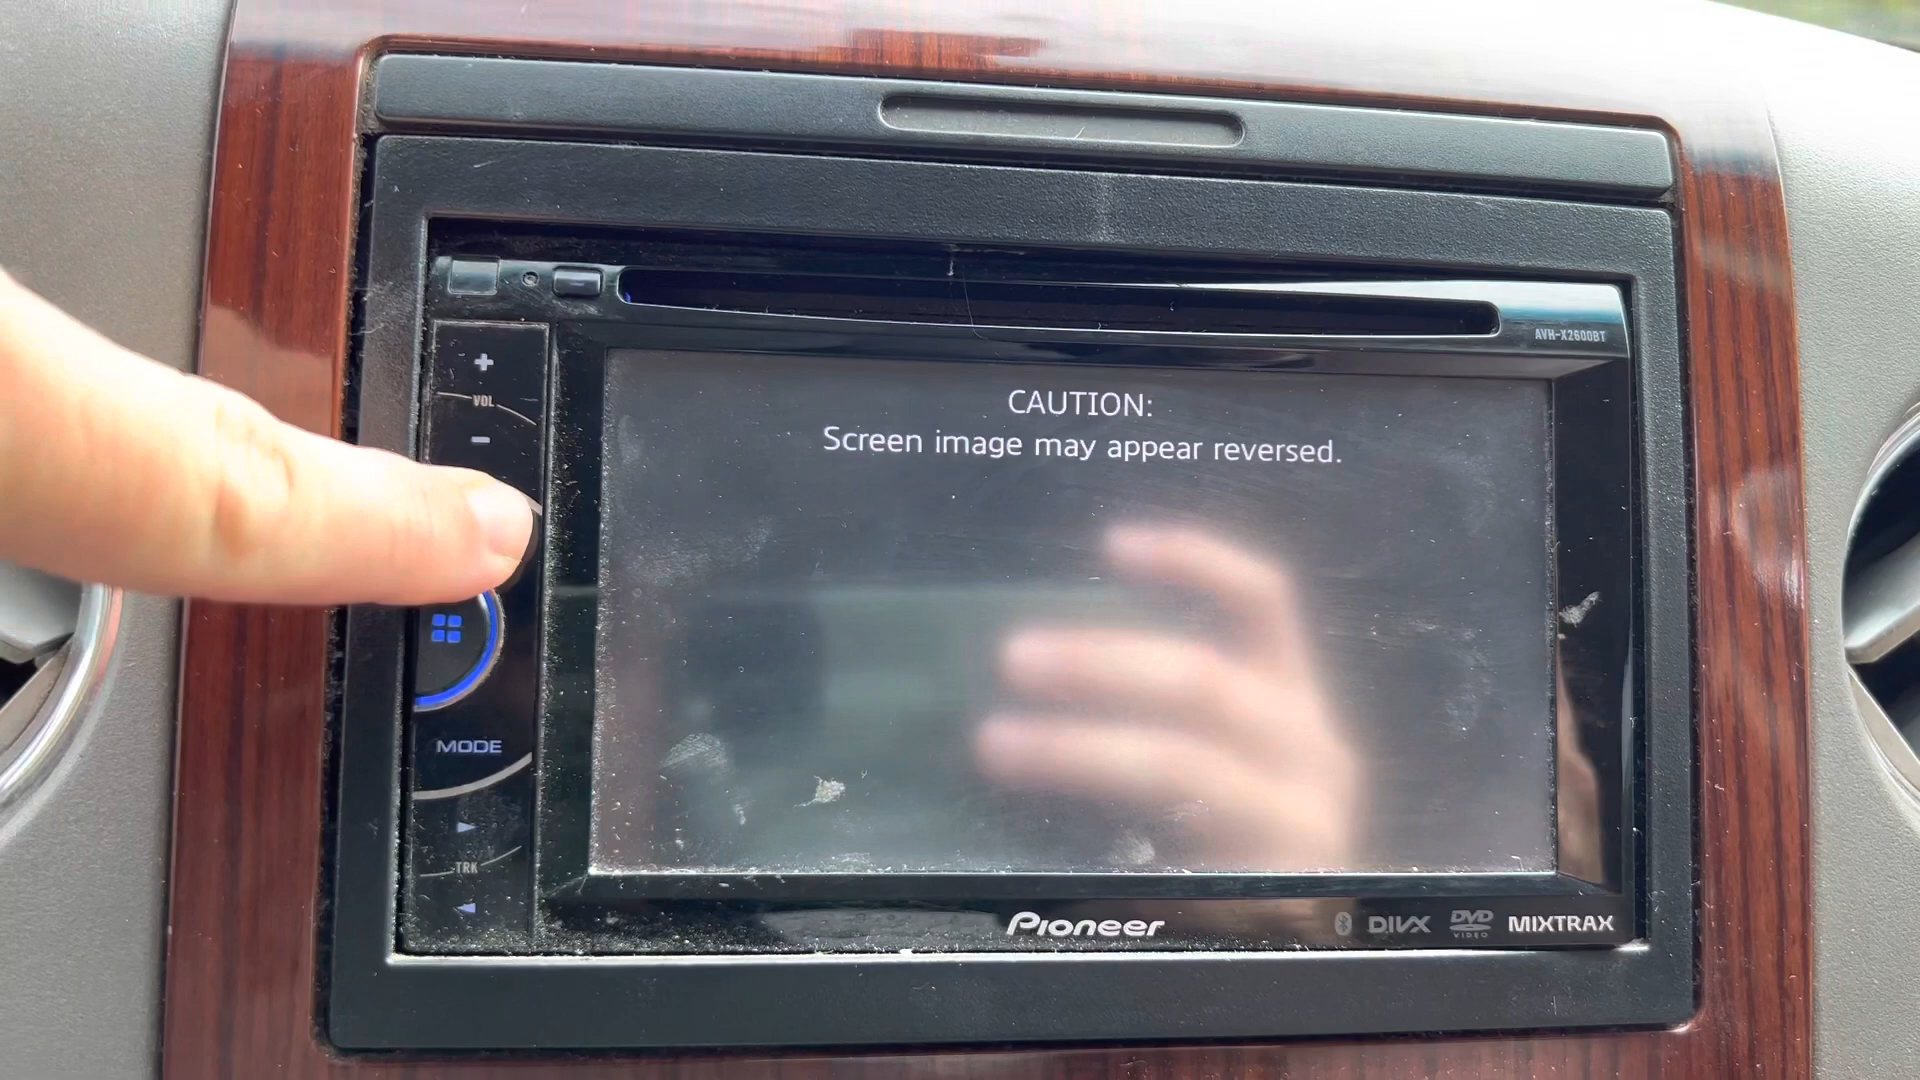 AVH-X2600BT
+
VOL
-
CAUTION:
Screen image may appear reversed.
MODE
TRK
Pioneer
DIVX
DVD
VIDEO
MIXTRAX